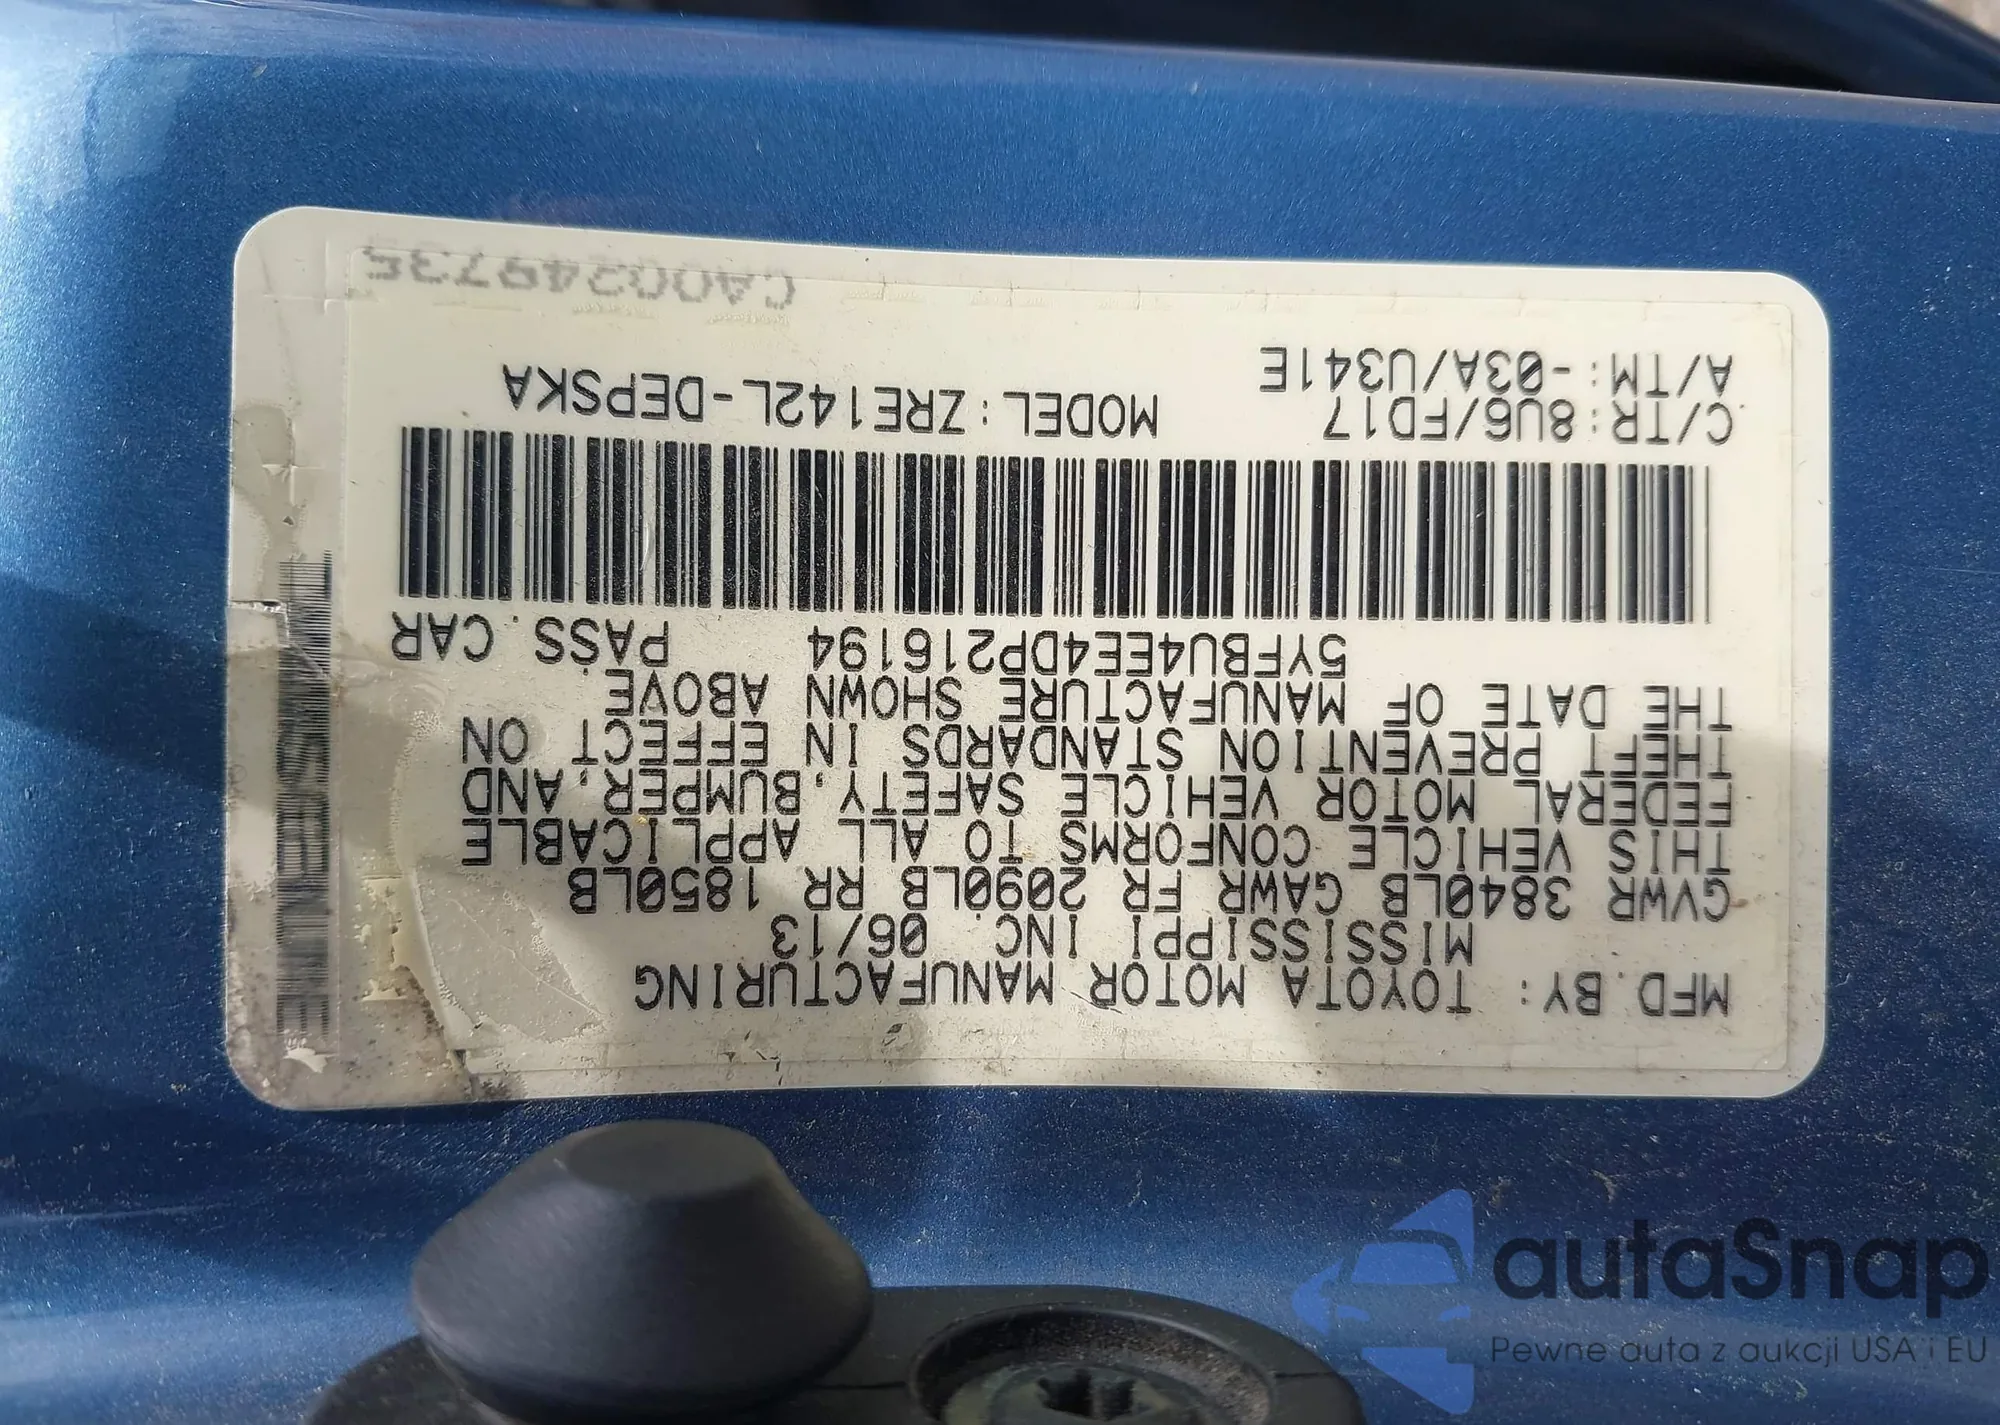 MFD.BY: TOYOTA MOTOR MANUFACTURING
MISSISSIPPI INC. 06/13
GVWR 3840LB GAWR FR 2090LB RR 1850LB
THIS VEHICLE CONFORMS TO ALL APPLICABLE
FEDERAL MOTOR VEHICLE SAFETY,BUMPER,AND
THEFT PREVENTION STANDARDS IN EFFECT ON
THE DATE OF MANUFACTURE SHOWN ABOVE
5YFBU4EE4DP216194 PASS.CAR
C/TR:8U6/FD17 MODEL:ZRE142L-DEPSKA
A/TM:-03A/U341E
CA00249735
autaSnap
Pewne auta z aukcji USA i EU